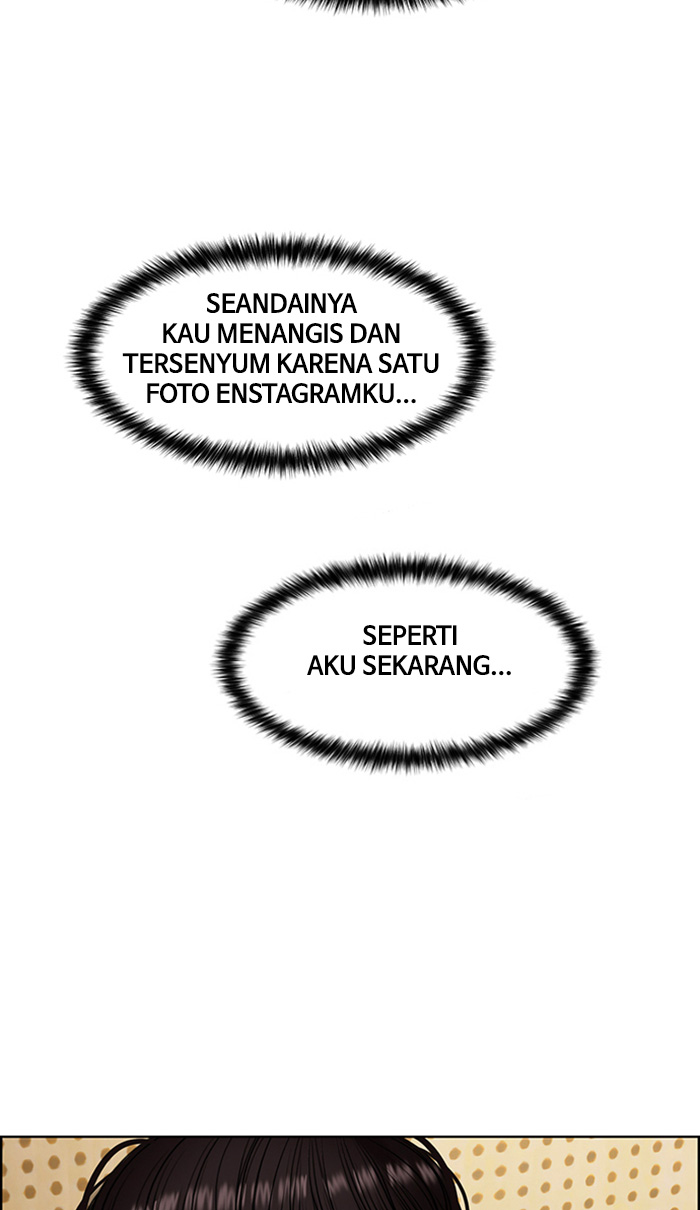 SEANDAINYA
KAU MENANGIS DAN
TERSENYUM KARENA SATU
FOTO ENSTAGRAMKU...
SEPERTI
AKU SEKARANG...